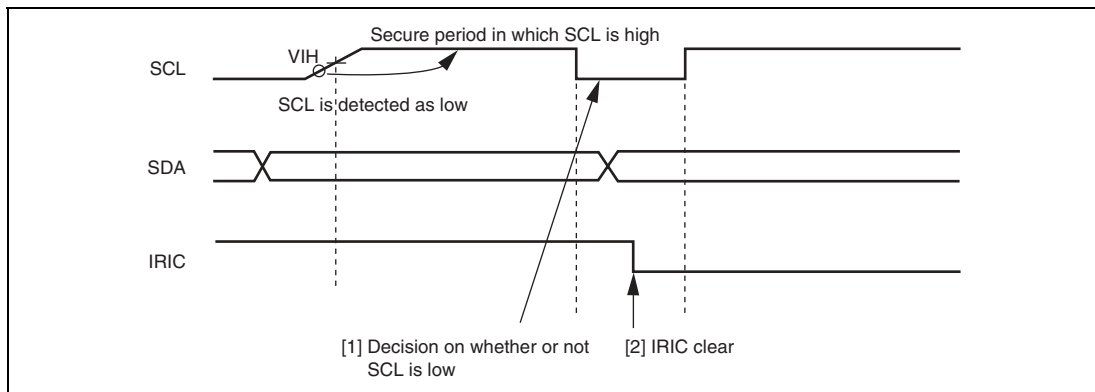 Secure period in which SCL is high
VIH
SCL
SCL is detected as low
SDA
IRIC
[1] Decision on whether or not
SCL is low
[2] IRIC clear